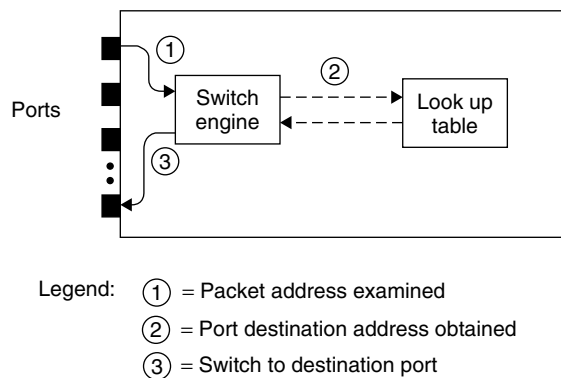 ①
②
Ports
Switch
engine
Look up
table
③
Legend:
① = Packet address examined
② = Port destination address obtained
③ = Switch to destination port